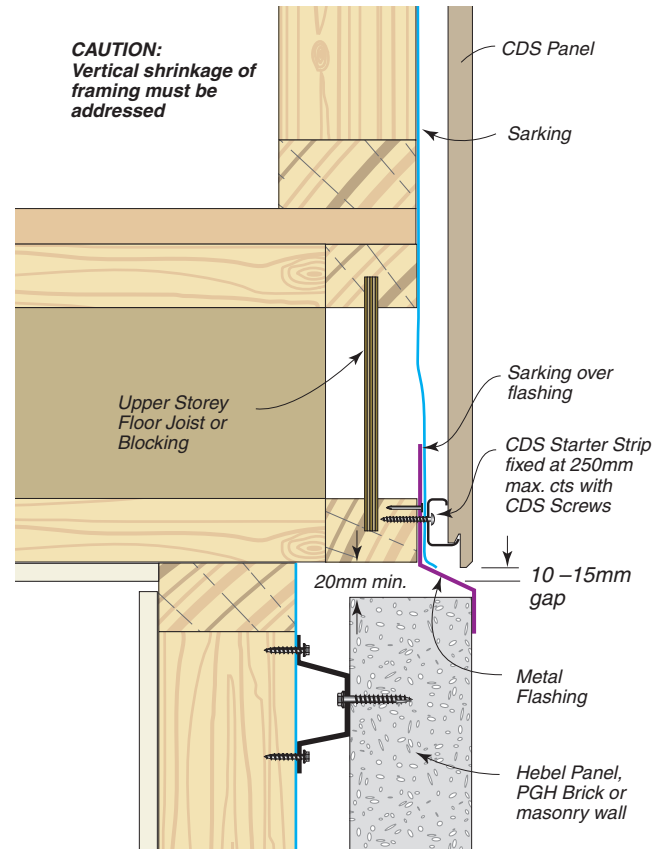 CAUTION:
Vertical shrinkage of
framing must be
addressed
CDS Panel
Sarking
Upper Storey
Floor Joist or
Blocking
Sarking over
flashing
CDS Starter Strip
fixed at 250mm
max. cts with
CDS Screws
20mm min.
10 –15mm
gap
Metal
Flashing
Hebel Panel,
PGH Brick or
masonry wall